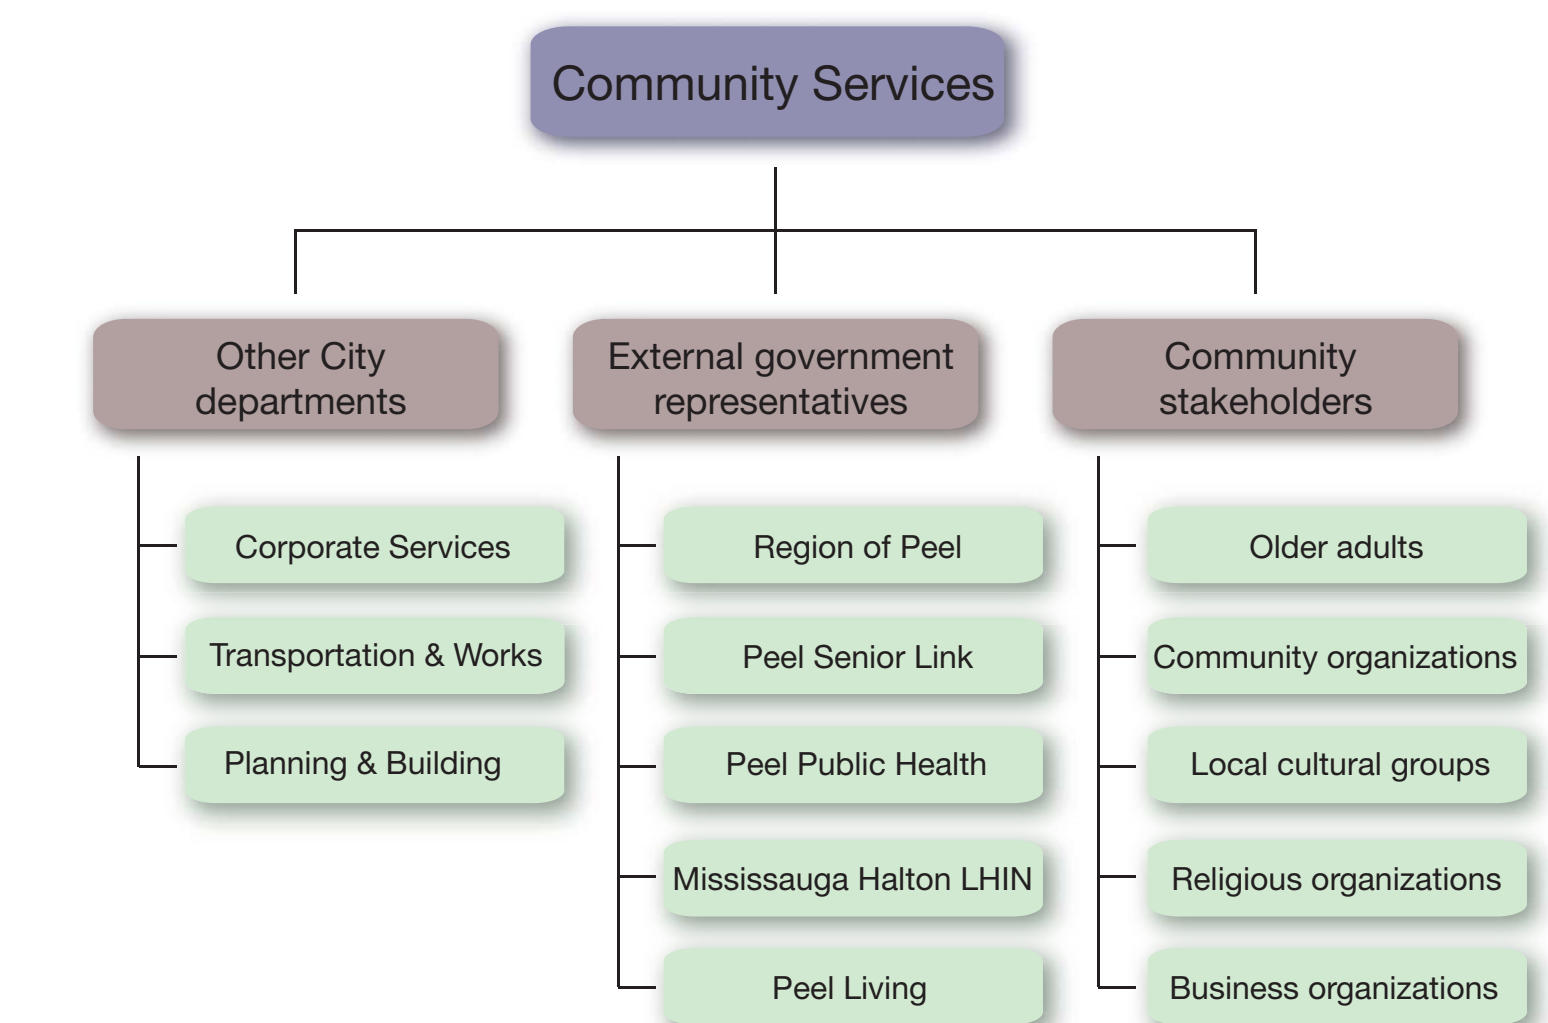 Community Services
Other City
departments
Corporate Services
Transportation & Works
Planning & Building
External government
representatives
Region of Peel
Peel Senior Link
Peel Public Health
Mississauga Halton LHIN
Peel Living
Community
stakeholders
Older adults
Community organizations
Local cultural groups
Religious organizations
Business organizations